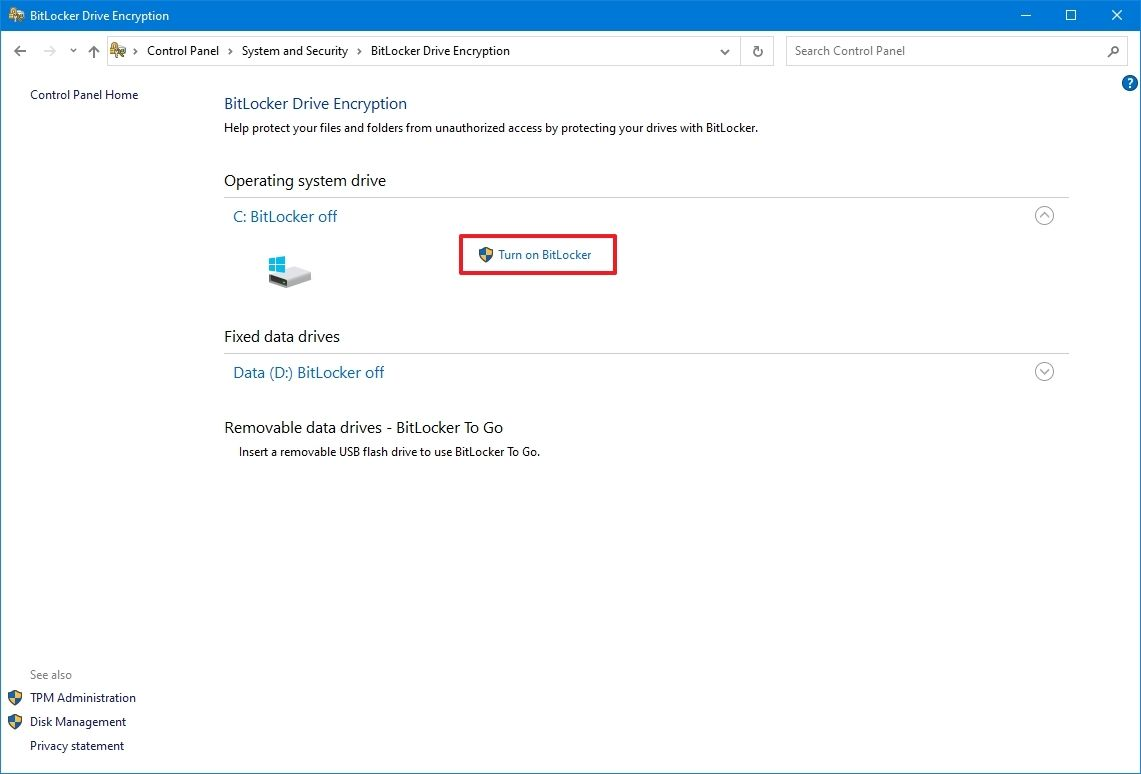 BitLocker Drive Encryption
Control Panel > System and Security > BitLocker Drive Encryption
Search Control Panel
?
Control Panel Home
BitLocker Drive Encryption
Help protect your files and folders from unauthorized access by protecting your drives with BitLocker.
Operating system drive
C: BitLocker off
Turn on BitLocker
Fixed data drives
Data (D:) BitLocker off
Removable data drives - BitLocker To Go
Insert a removable USB flash drive to use BitLocker To Go.
See also
TPM Administration
Disk Management
Privacy statement